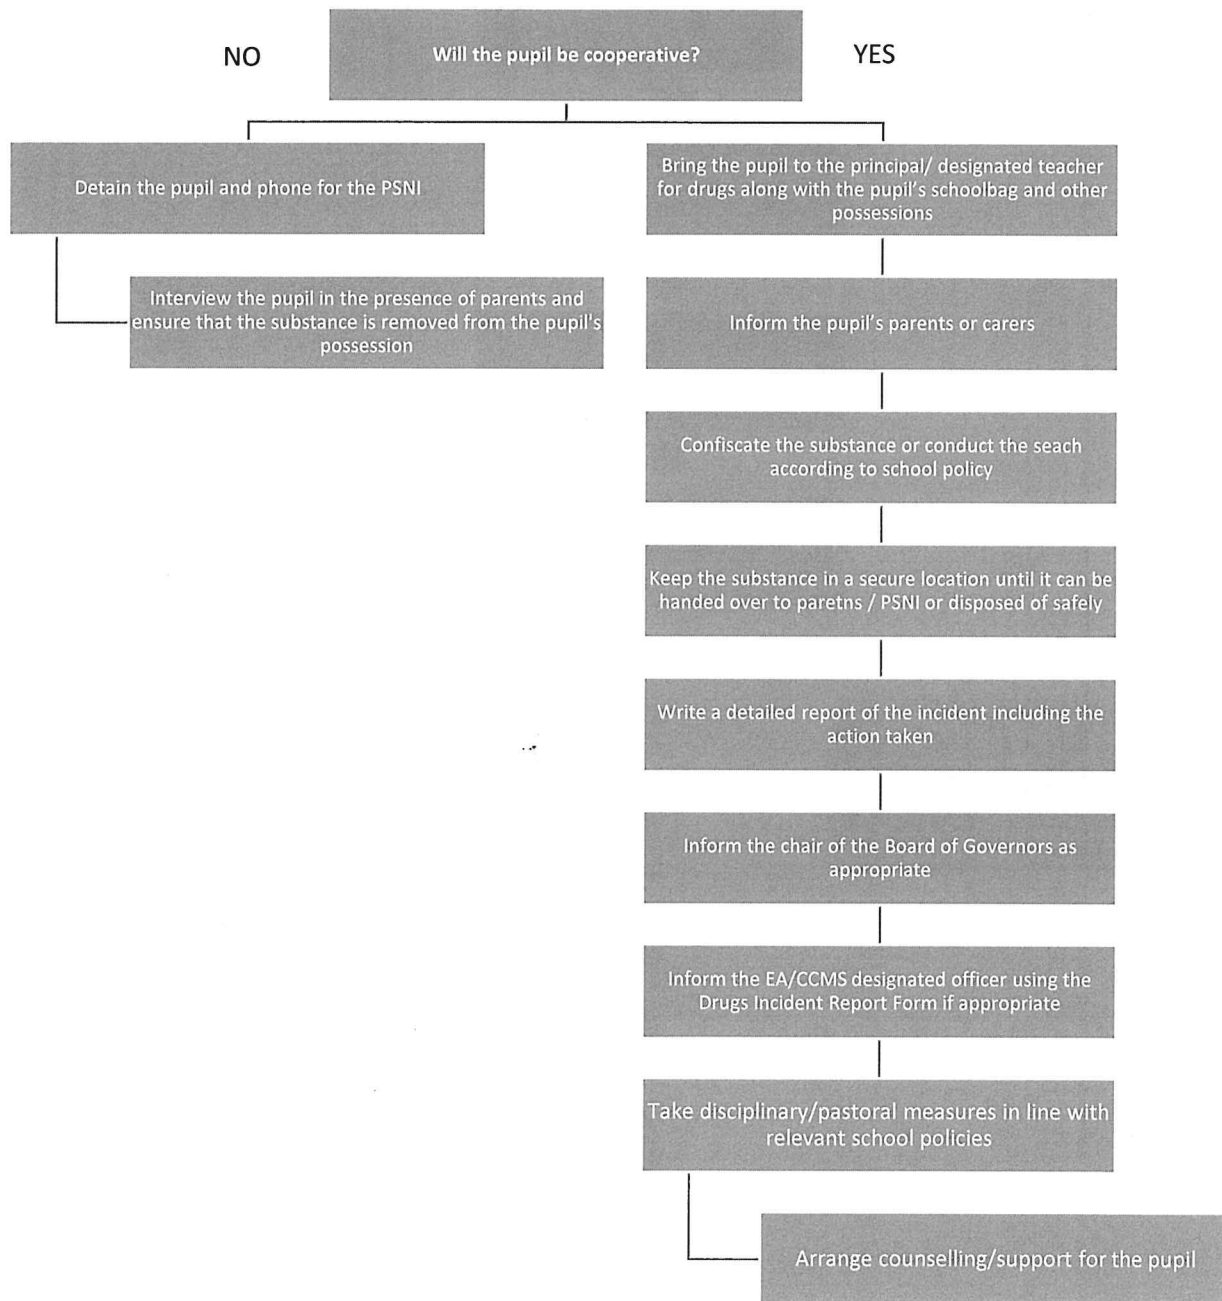 NO
Will the pupil be cooperative?
YES
Detain the pupil and phone for the PSNI
Interview the pupil in the presence of parents and
ensure that the substance is removed from the pupil's
possession
Bring the pupil to the principal/ designated teacher
for drugs along with the pupil's schoolbag and other
possessions
Inform the pupil's parents or carers
Confiscate the substance or conduct the seach
according to school policy
Keep the substance in a secure location until it can be
handed over to paretns / PSNI or disposed of safely
Write a detailed report of the incident including the
action taken
Inform the chair of the Board of Governors as
appropriate
Inform the EA/CCMS designated officer using the
Drugs Incident Report Form if appropriate
Take disciplinary/pastoral measures in line with
relevant school policies
Arrange counselling/support for the pupil